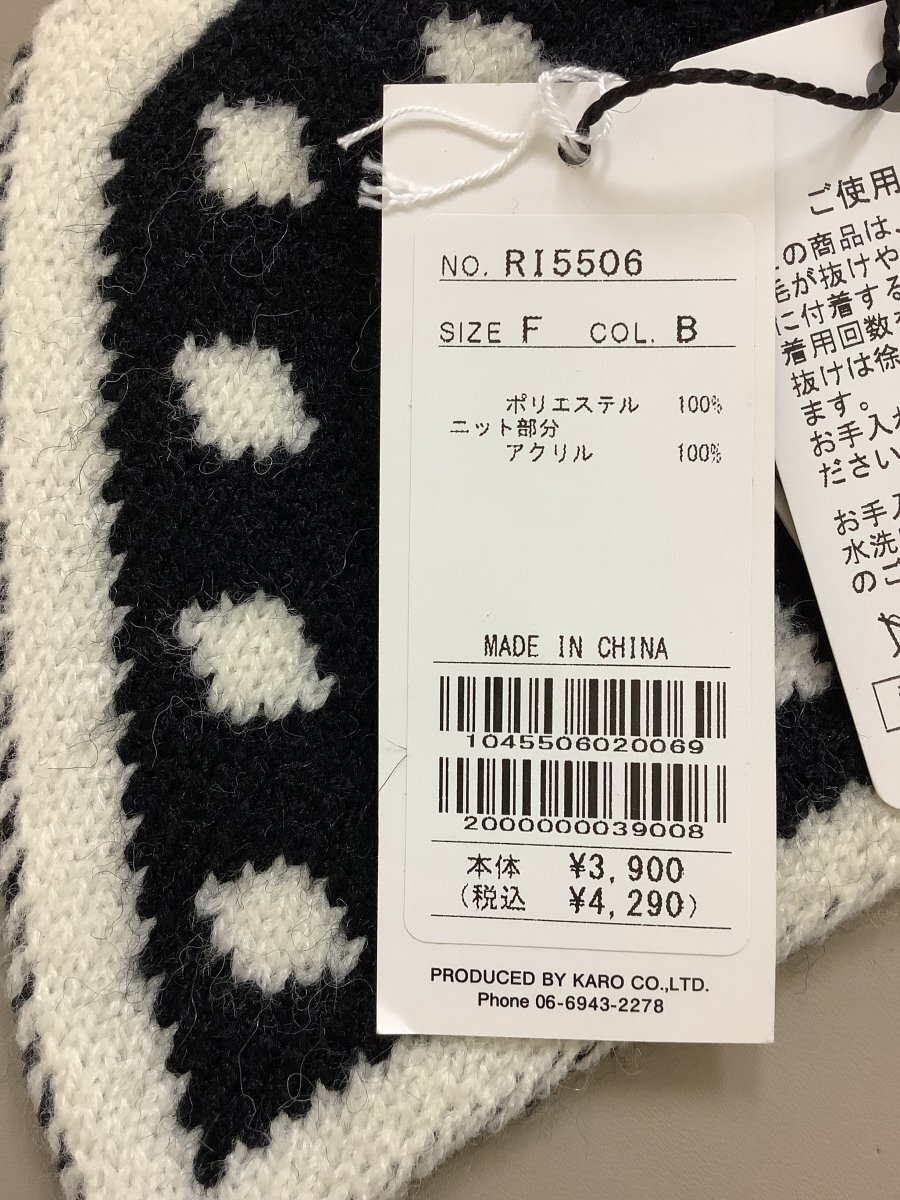 NO. RI5506
SIZE F COL. B
ポリエステル 100%
ニット部分
アクリル 100%
MADE IN CHINA
1045506020069
2000000039008
本体 ¥3,900
(税込 ¥4,290)
PRODUCED BY KARO CO.,LTD.
Phone 06-6943-2278
ご使用
の商品は、
毛が抜けや
に付着する
着用回数を
抜けは徐
ます。
お手入れ
ださい
お手入
水洗
のご